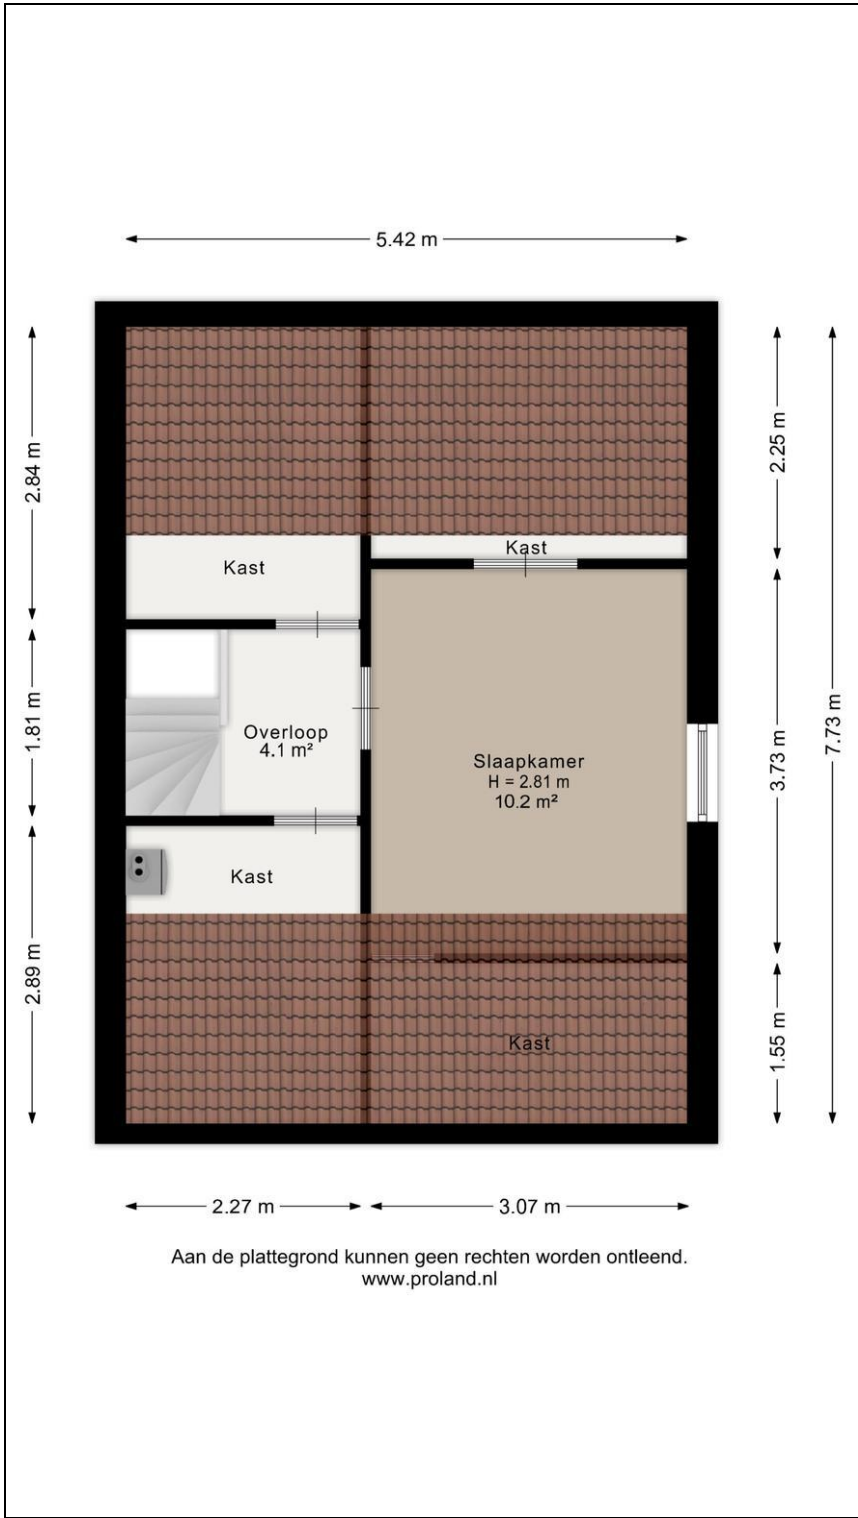 5.42 m
2.84 m
2.25 m
Kast
Kast
1.81 m
Overloop
4.1 m²
Slaapkamer
H = 2.81 m
10.2 m²
3.73 m
7.73 m
Kast
2.89 m
Kast
1.55 m
2.27 m
3.07 m
Aan de plattegrond kunnen geen rechten worden ontleend.
www.proland.nl